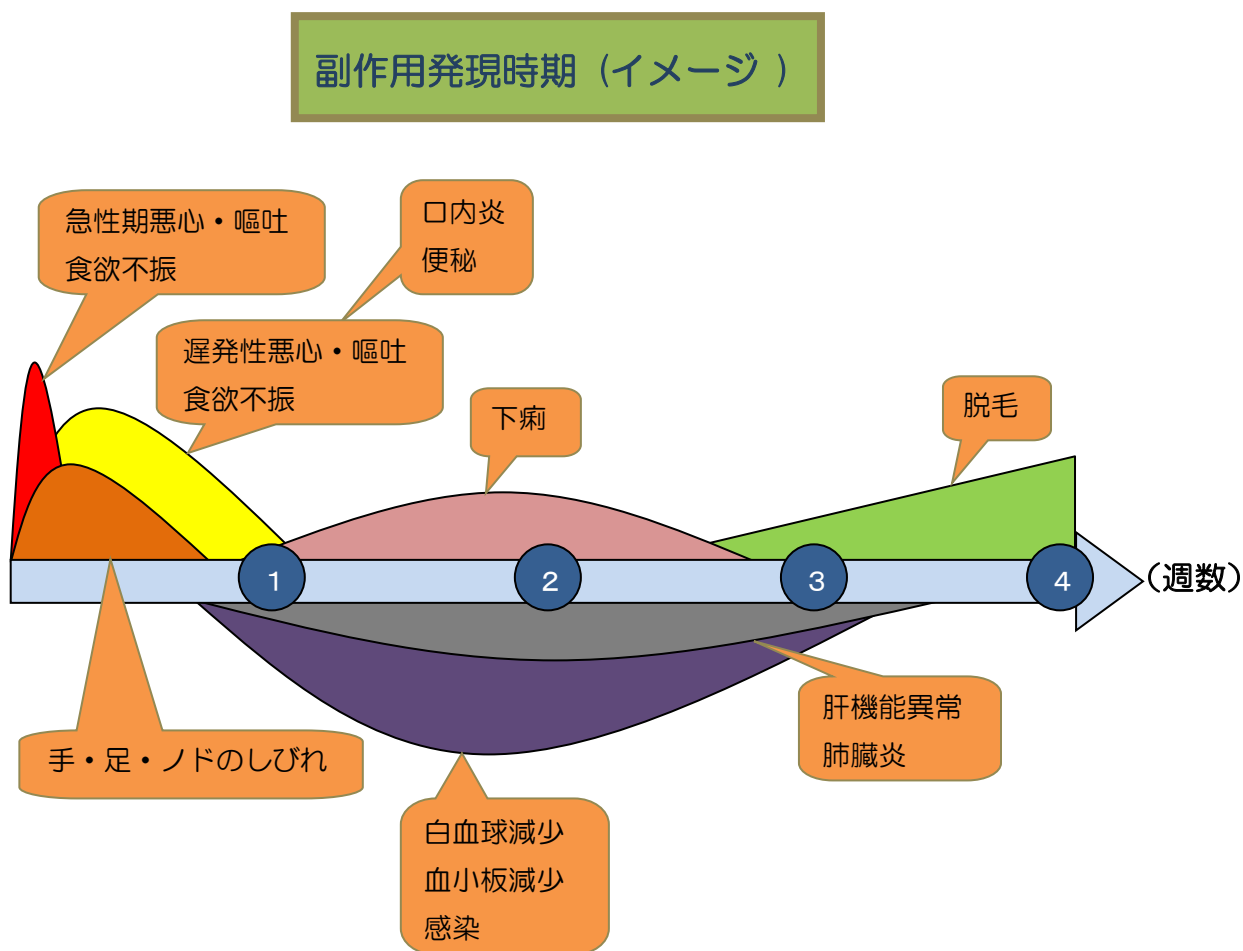 副作用発現時期（イメージ ）
急性期悪心・嘔吐
食欲不振
口内炎
便秘
遅発性悪心・嘔吐
食欲不振
下痢
脱毛
1
2
3
4
（週数）
手・足・ノドのしびれ
肝機能異常
肺臓炎
白血球減少
血小板減少
感染